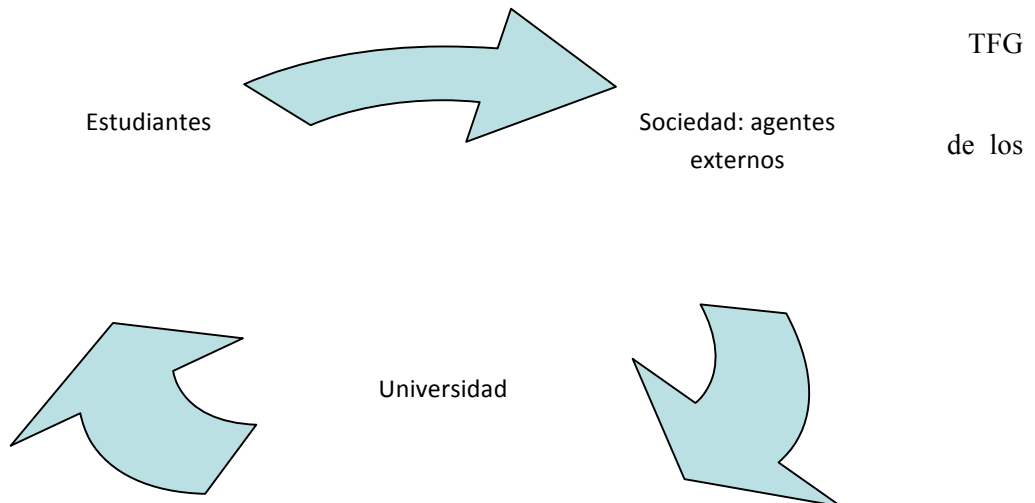 TFG
Estudiantes
Sociedad: agentes
externos
de los
Universidad